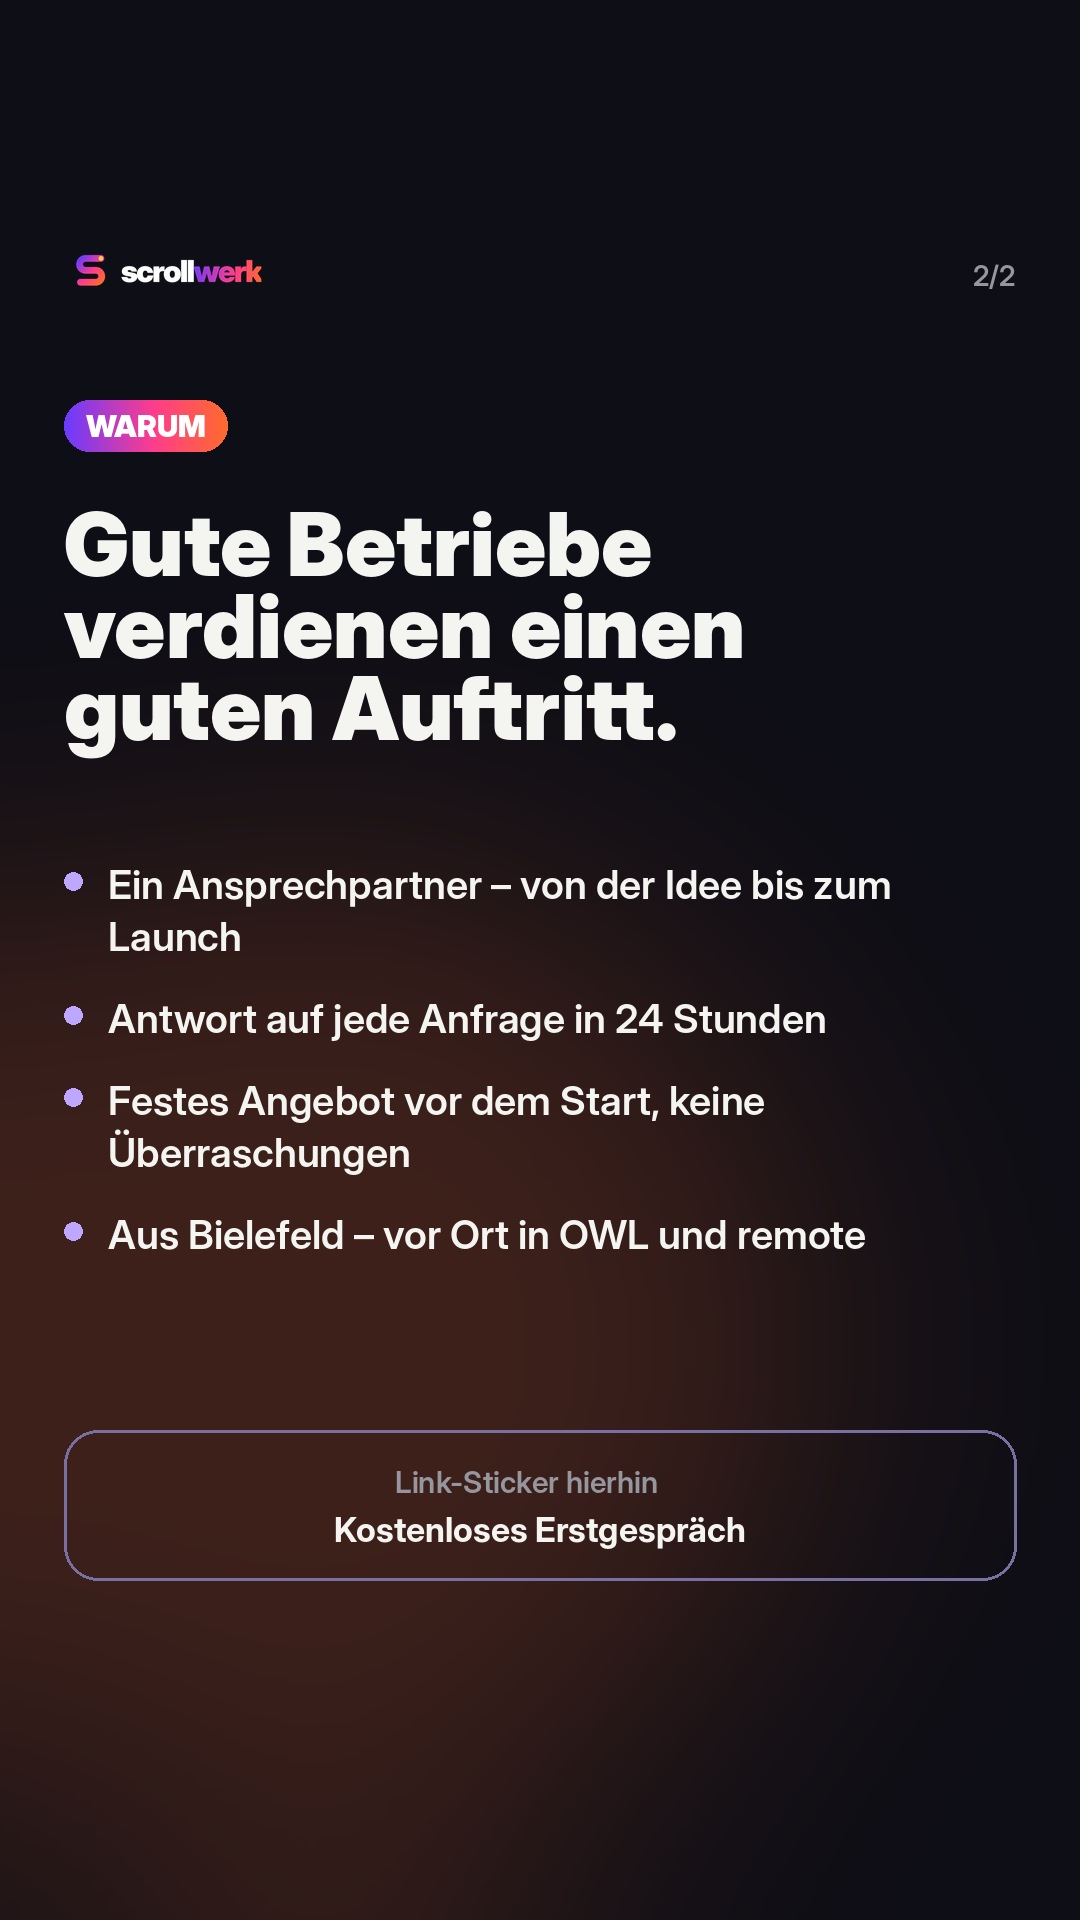 scrollwerk
2/2
WARUM
Gute Betriebe
verdienen einen
guten Auftritt.
Ein Ansprechpartner – von der Idee bis zum
Launch
Antwort auf jede Anfrage in 24 Stunden
Festes Angebot vor dem Start, keine
Überraschungen
Aus Bielefeld – vor Ort in OWL und remote
Link-Sticker hierhin
Kostenloses Erstgespräch